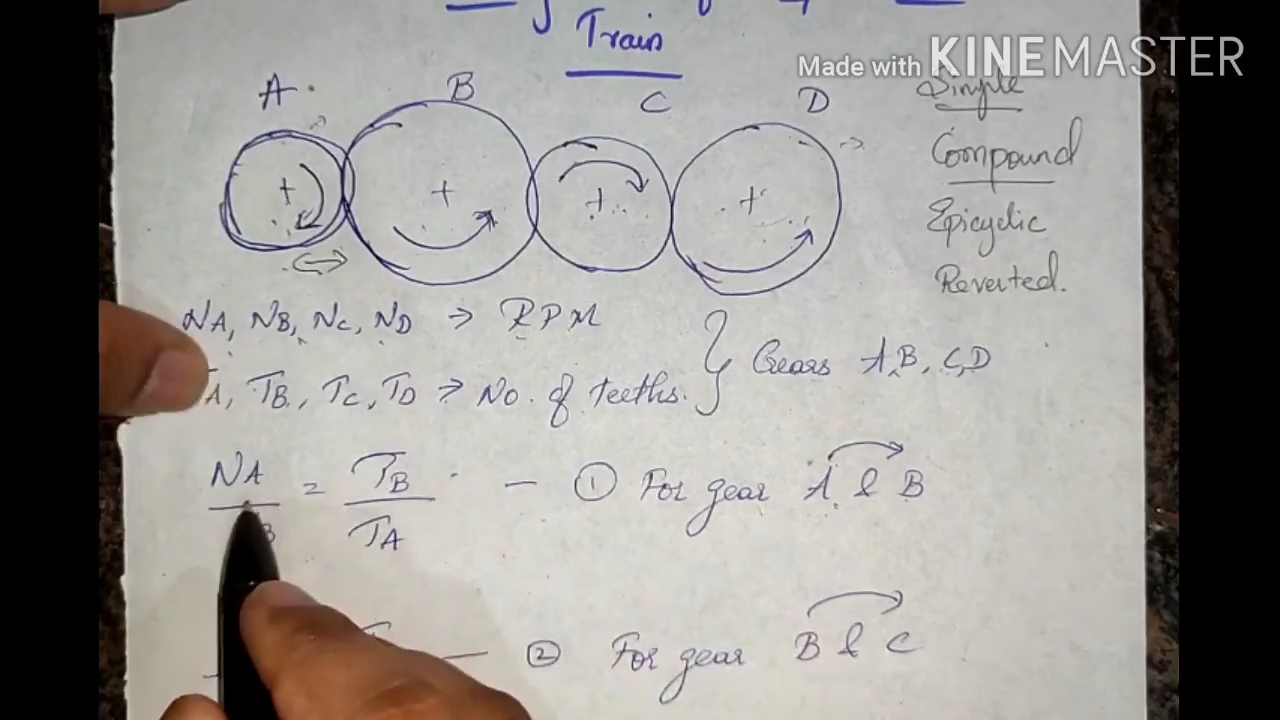 Train
Made with KINEMASTER
A B C D
Simple
Compound
Epicyclic
Reverted.
NA, NB, NC, ND → RPM
A, TB, TC, TD → No. of teeths. } Gears A, B, C, D
NA = TB — ① For gear A & B
B TA
— ② For gear B & C